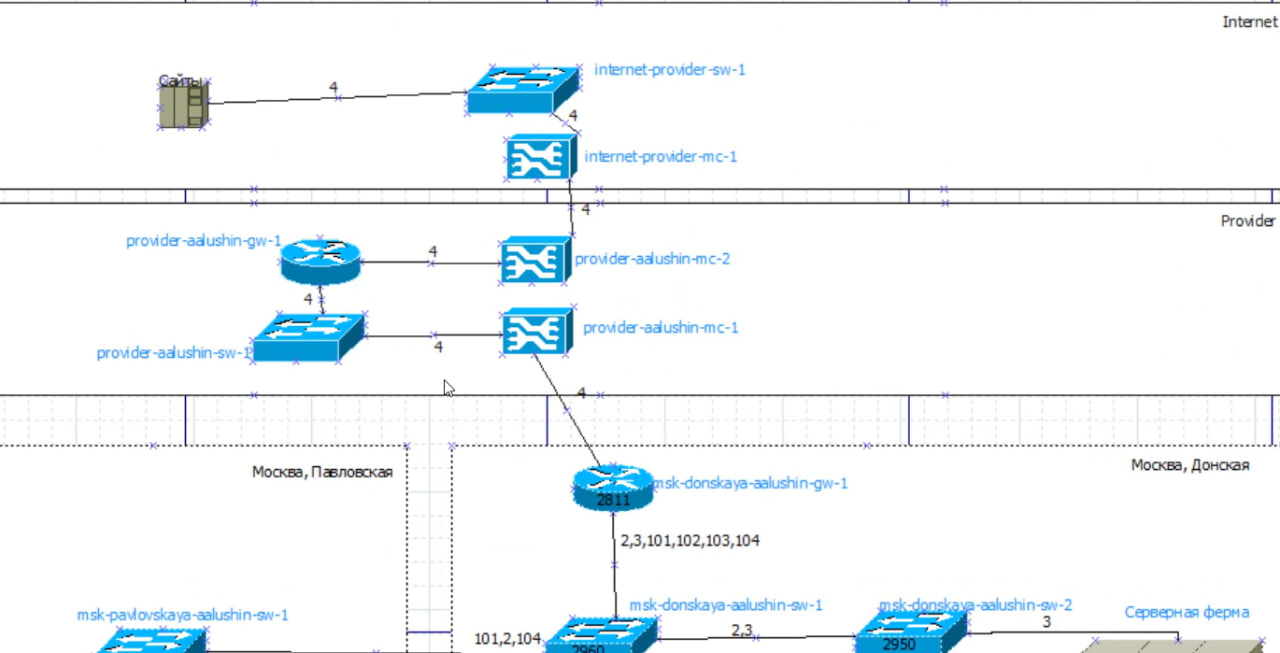 Internet
internet-provider-sw-1
Сайты
4
4
internet-provider-mc-1
4
Provider
provider-aalushin-gw-1
4
provider-aalushin-mc-2
4
provider-aalushin-mc-1
4
provider-aalushin-sw-1
4
Москва, Павловская
Москва, Донская
msk-donskaya-aalushin-gw-1
2811
2,3,101,102,103,104
msk-pavlovskaya-aalushin-sw-1
msk-donskaya-aalushin-sw-1
msk-donskaya-aalushin-sw-2
Серверная ферма
3
2,3
101,2,104
2960
2950